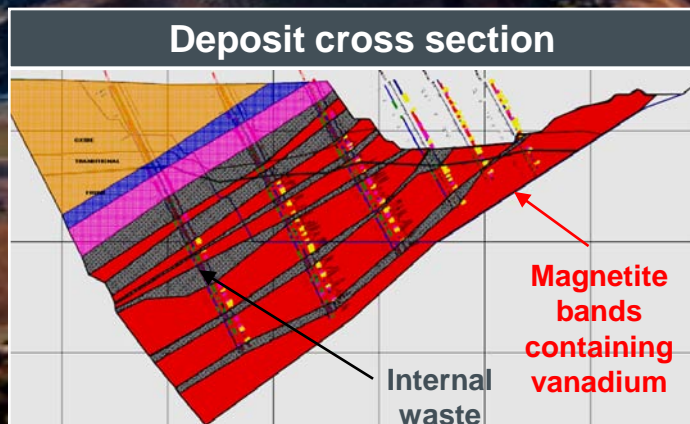 Deposit cross section
OXIDE
TRANSITIONAL
FRESH
Magnetite
bands
containing
vanadium
Internal
waste